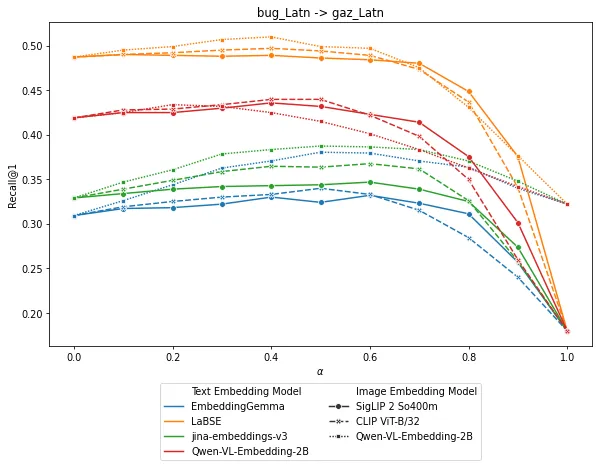 bug_Latn -> gaz_Latn
Recall@1
0.50
0.45
0.40
0.35
0.30
0.25
0.20
0.0 0.2 0.4 0.6 0.8 1.0
α
Text Embedding Model Image Embedding Model
EmbeddingGemma SigLIP 2 So400m
LaBSE CLIP ViT-B/32
jina-embeddings-v3 Qwen-VL-Embedding-2B
Qwen-VL-Embedding-2B